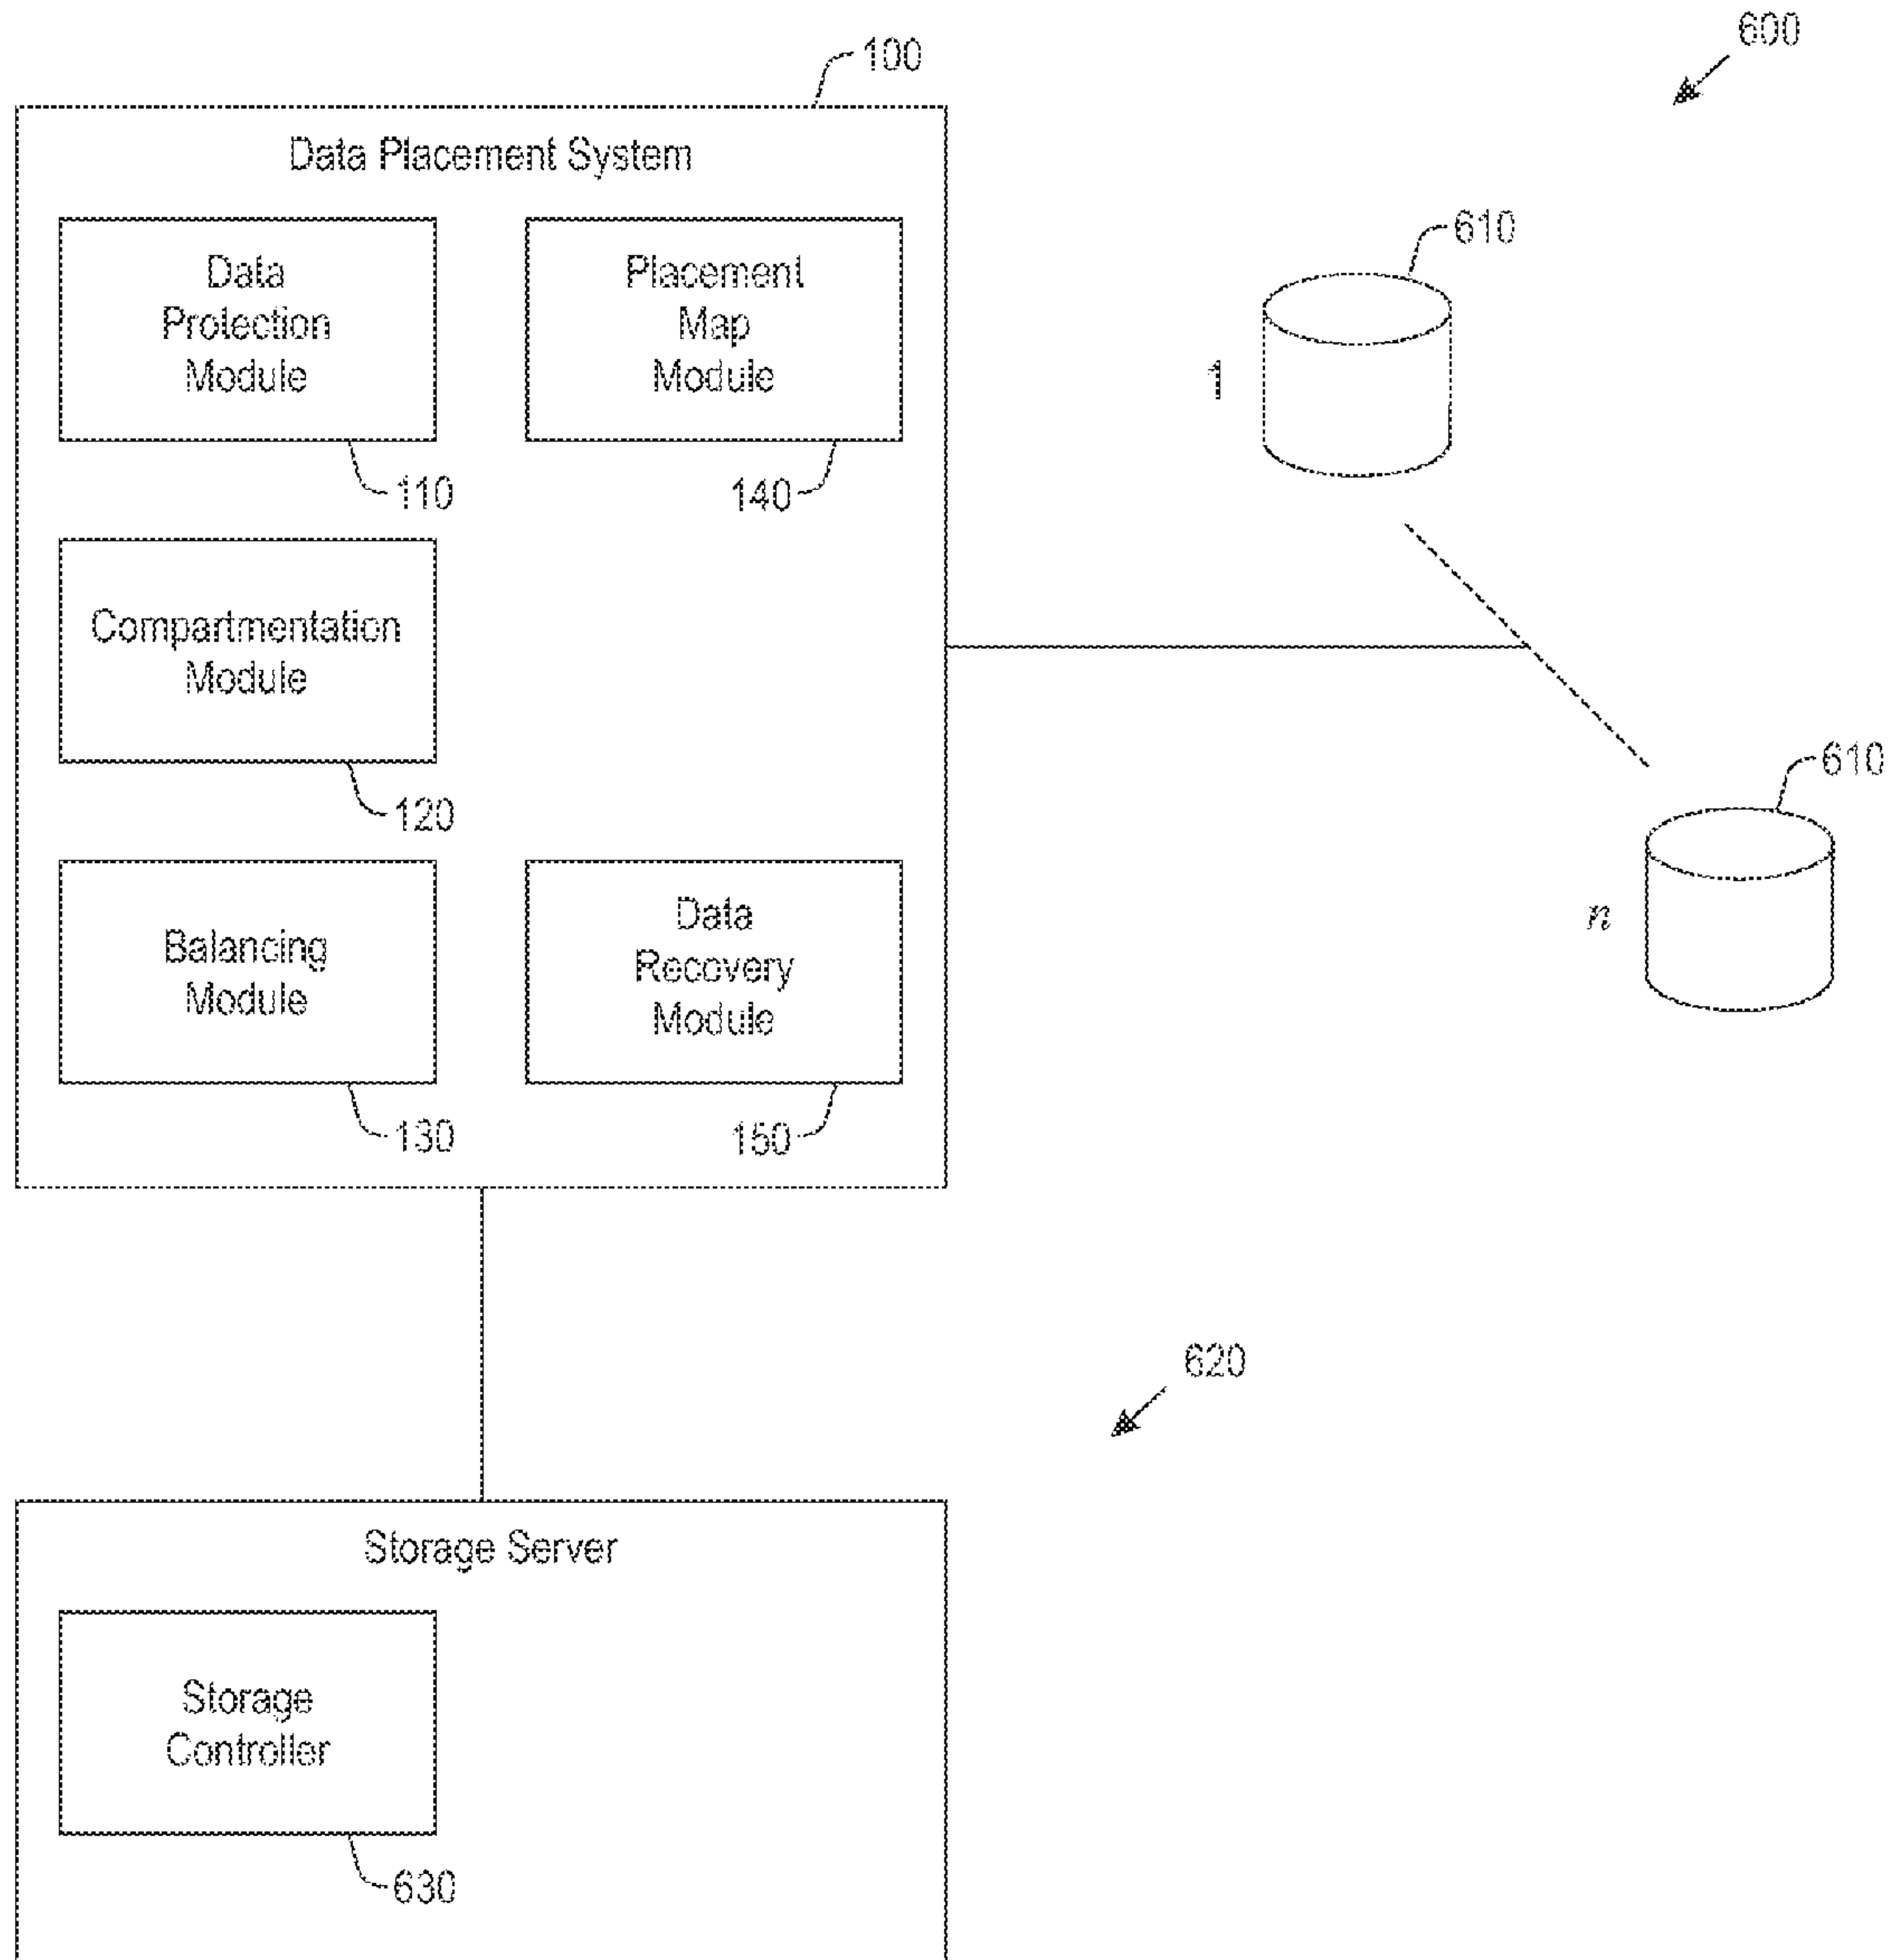 600
100
Data Placement System
Data
Protection
Module
110
Placement
Map
Module
140
610
1
Compartmentation
Module
120
610
n
Balancing
Module
130
Data
Recovery
Module
150
620
Storage Server
Storage
Controller
630